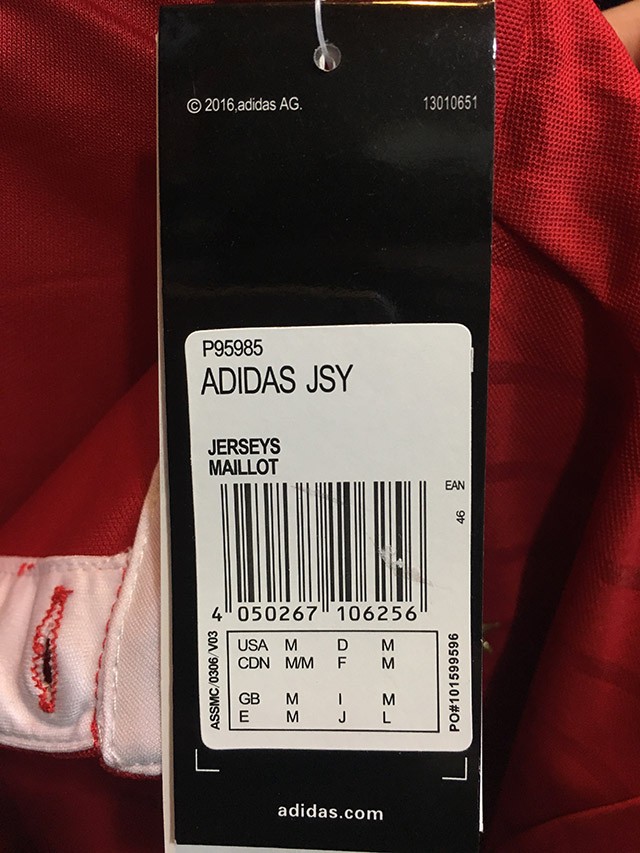 © 2016,adidas AG. 13010651
P95985
ADIDAS JSY
JERSEYS
MAILLOT
EAN
46
4 050267 106256
ASSMC/0306/V03
USA M D M
CDN M/M F M
GB M I M
E M J L
PO#101599596
adidas.com